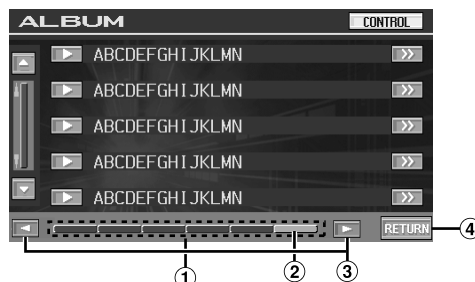 ALBUM
CONTROL
ABCDEFGHIJKLMN
ABCDEFGHIJKLMN
ABCDEFGHIJKLMN
ABCDEFGHIJKLMN
ABCDEFGHIJKLMN
RETURN
④
① ② ③